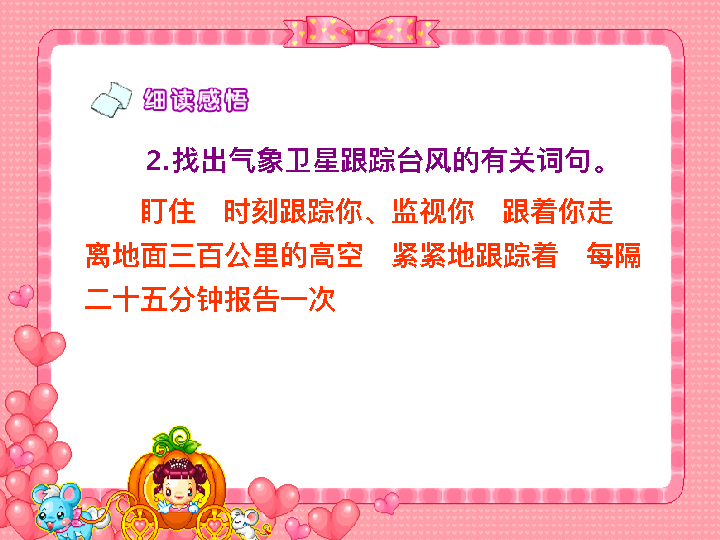 细读感悟
2.找出气象卫星跟踪台风的有关词句。
盯住　时刻跟踪你、监视你　跟着你走
离地面三百公里的高空　紧紧地跟踪着　每隔
二十五分钟报告一次